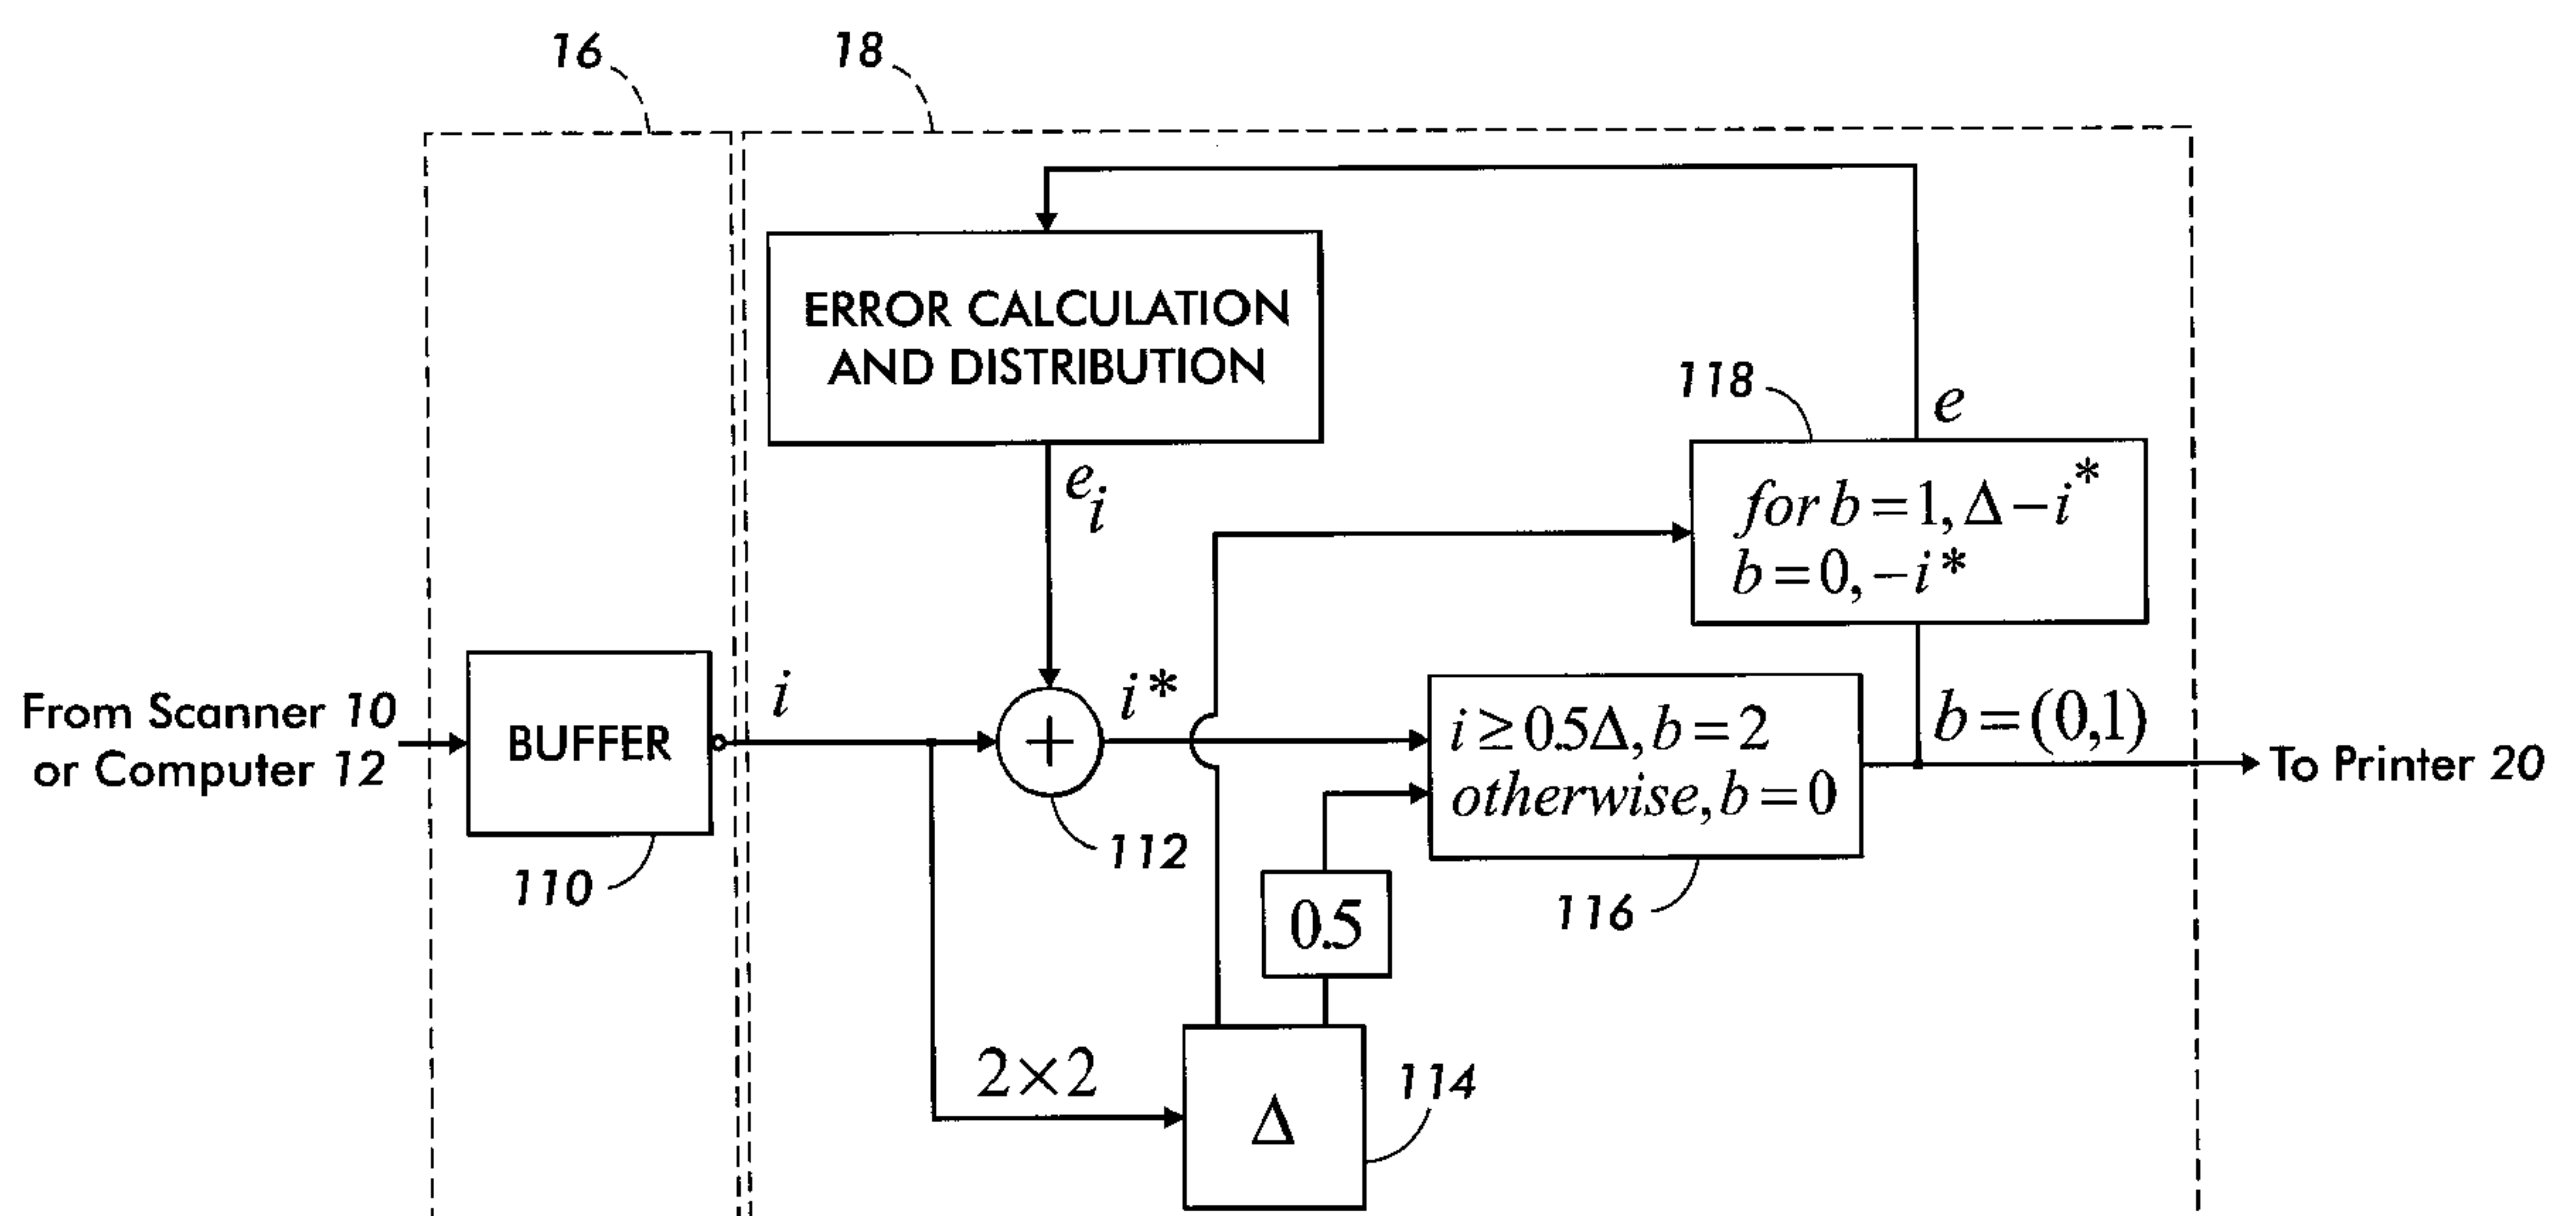 16
18
ERROR CALCULATION
AND DISTRIBUTION
118
e
e_i
for b=1, Δ−i*
b=0, −i*
From Scanner 10
or Computer 12
BUFFER
i
+
i*
i≥0.5Δ, b=2
otherwise, b=0
b=(0,1)
To Printer 20
110
112
116
0.5
2×2
Δ
114